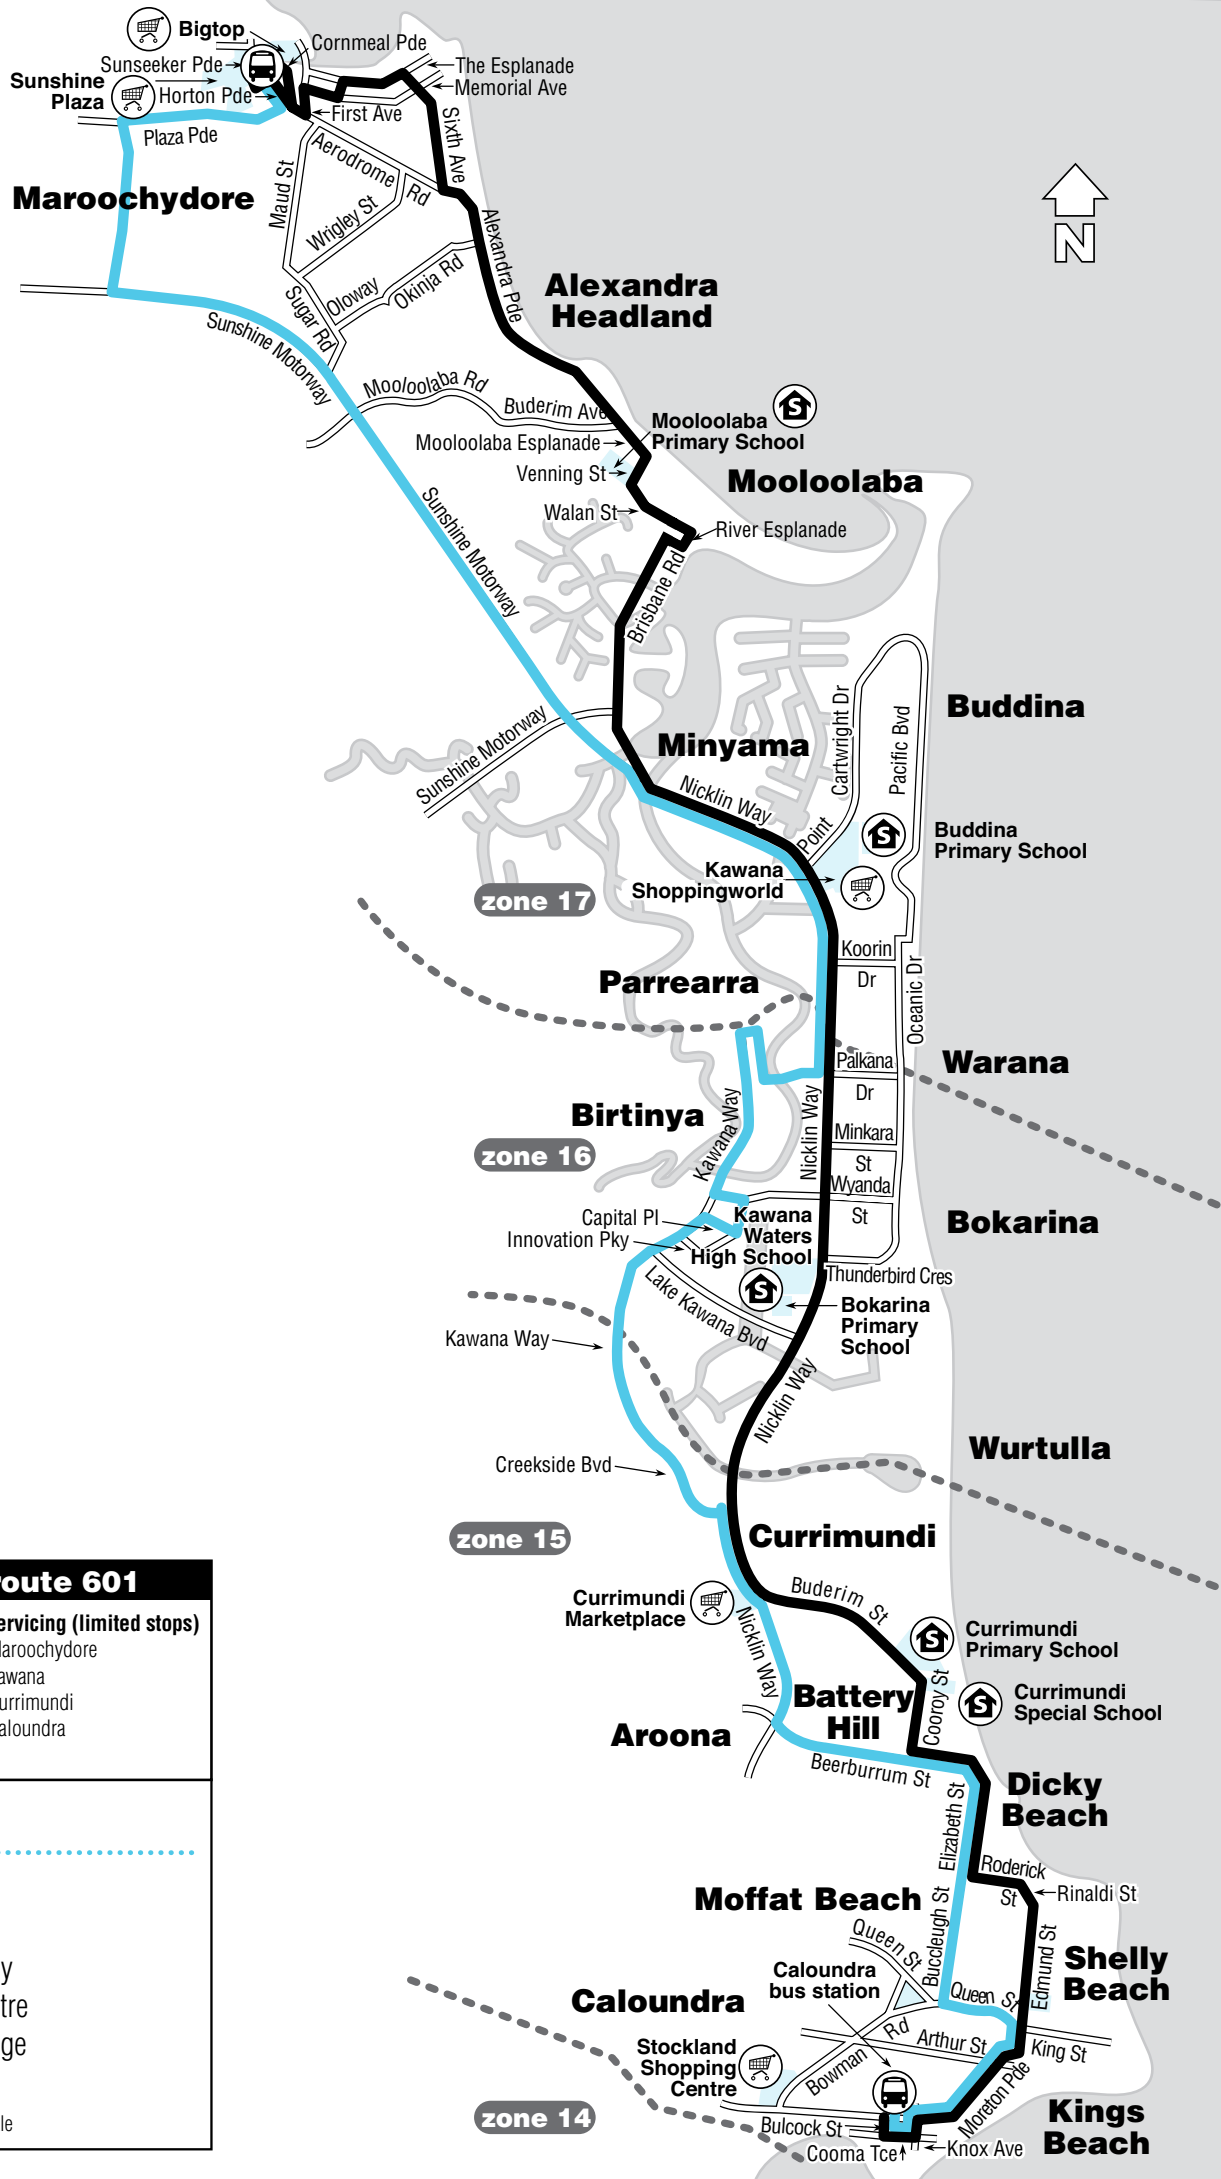 Bigtop
Cornmeal Pde
Sunseeker Pde
The Esplanade
Sunshine
Plaza
Horton Pde
Memorial Ave
First Ave
Plaza Pde
Sixth Ave
Aerodrome
Rd
Maud St
Maroochydore
Wrigley St
Alexandra Pde
N
Oloway
Okinja Rd
Sugar Rd
Alexandra
Headland
Sunshine Motorway
Mooloolaba Rd
Buderim Ave
Mooloolaba
Primary School
S
Mooloolaba Esplanade
Venning St
Mooloolaba
Walan St
River Esplanade
Sunshine Motorway
Brisbane Rd
Buddina
Cartwright Dr
Pacific Bvd
Minyama
Sunshine Motorway
Nicklin Way
Point
S
Buddina
Primary School
Kawana
Shoppingworld
zone 17
Koorin
Dr
Oceanic Dr
Parrearra
Warana
Palkana
Dr
Birtinya
Kawana Way
Nicklin Way
Minkara
St
zone 16
Wyanda
St
Capital Pl
Innovation Pky
Kawana
Waters
High School
Bokarina
Thunderbird Cres
S
Lake Kawana Bvd
Bokarina
Primary
School
Kawana Way
Nicklin Way
Wurtulla
Creekside Bvd
zone 15
Currimundi
Buderim St
Currimundi
Marketplace
Nicklin Way
S
Currimundi
Primary School
Cooroy St
S
Currimundi
Special School
Battery
Hill
Aroona
Beerburrum St
Dicky
Beach
Elizabeth St
Roderick
St
Rinaldi St
Moffat Beach
Buccleugh St
Queen St
Edmund St
Shelly
Beach
Caloundra
bus station
Caloundra
Queen St
Rd
Arthur St
King St
Stockland
Shopping
Centre
Bowman
Moreton Pde
zone 14
Bulcock St
Cooma Tce
Knox Ave
Kings
Beach
route 601
ervicing (limited stops)
aroochydore
awana
urrimundi
aloundra
y
tre
ge
le